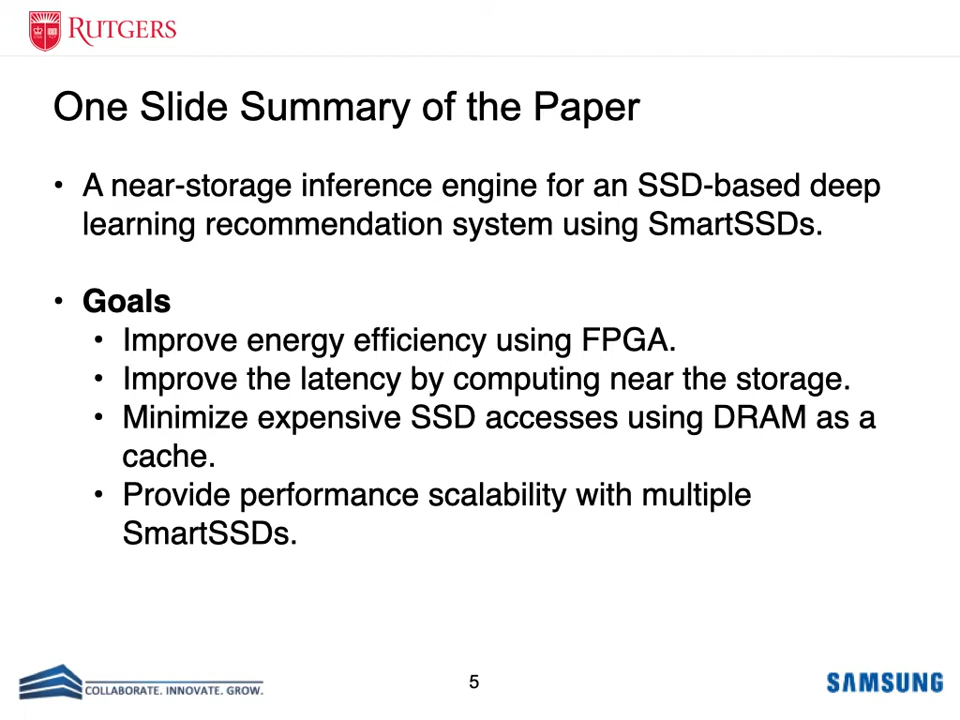 RUTGERS
One Slide Summary of the Paper
• A near-storage inference engine for an SSD-based deep
learning recommendation system using SmartSSDs.
• Goals
• Improve energy efficiency using FPGA.
• Improve the latency by computing near the storage.
• Minimize expensive SSD accesses using DRAM as a
cache.
• Provide performance scalability with multiple
SmartSSDs.
COLLABORATE. INNOVATE. GROW.
5
SAMSUNG